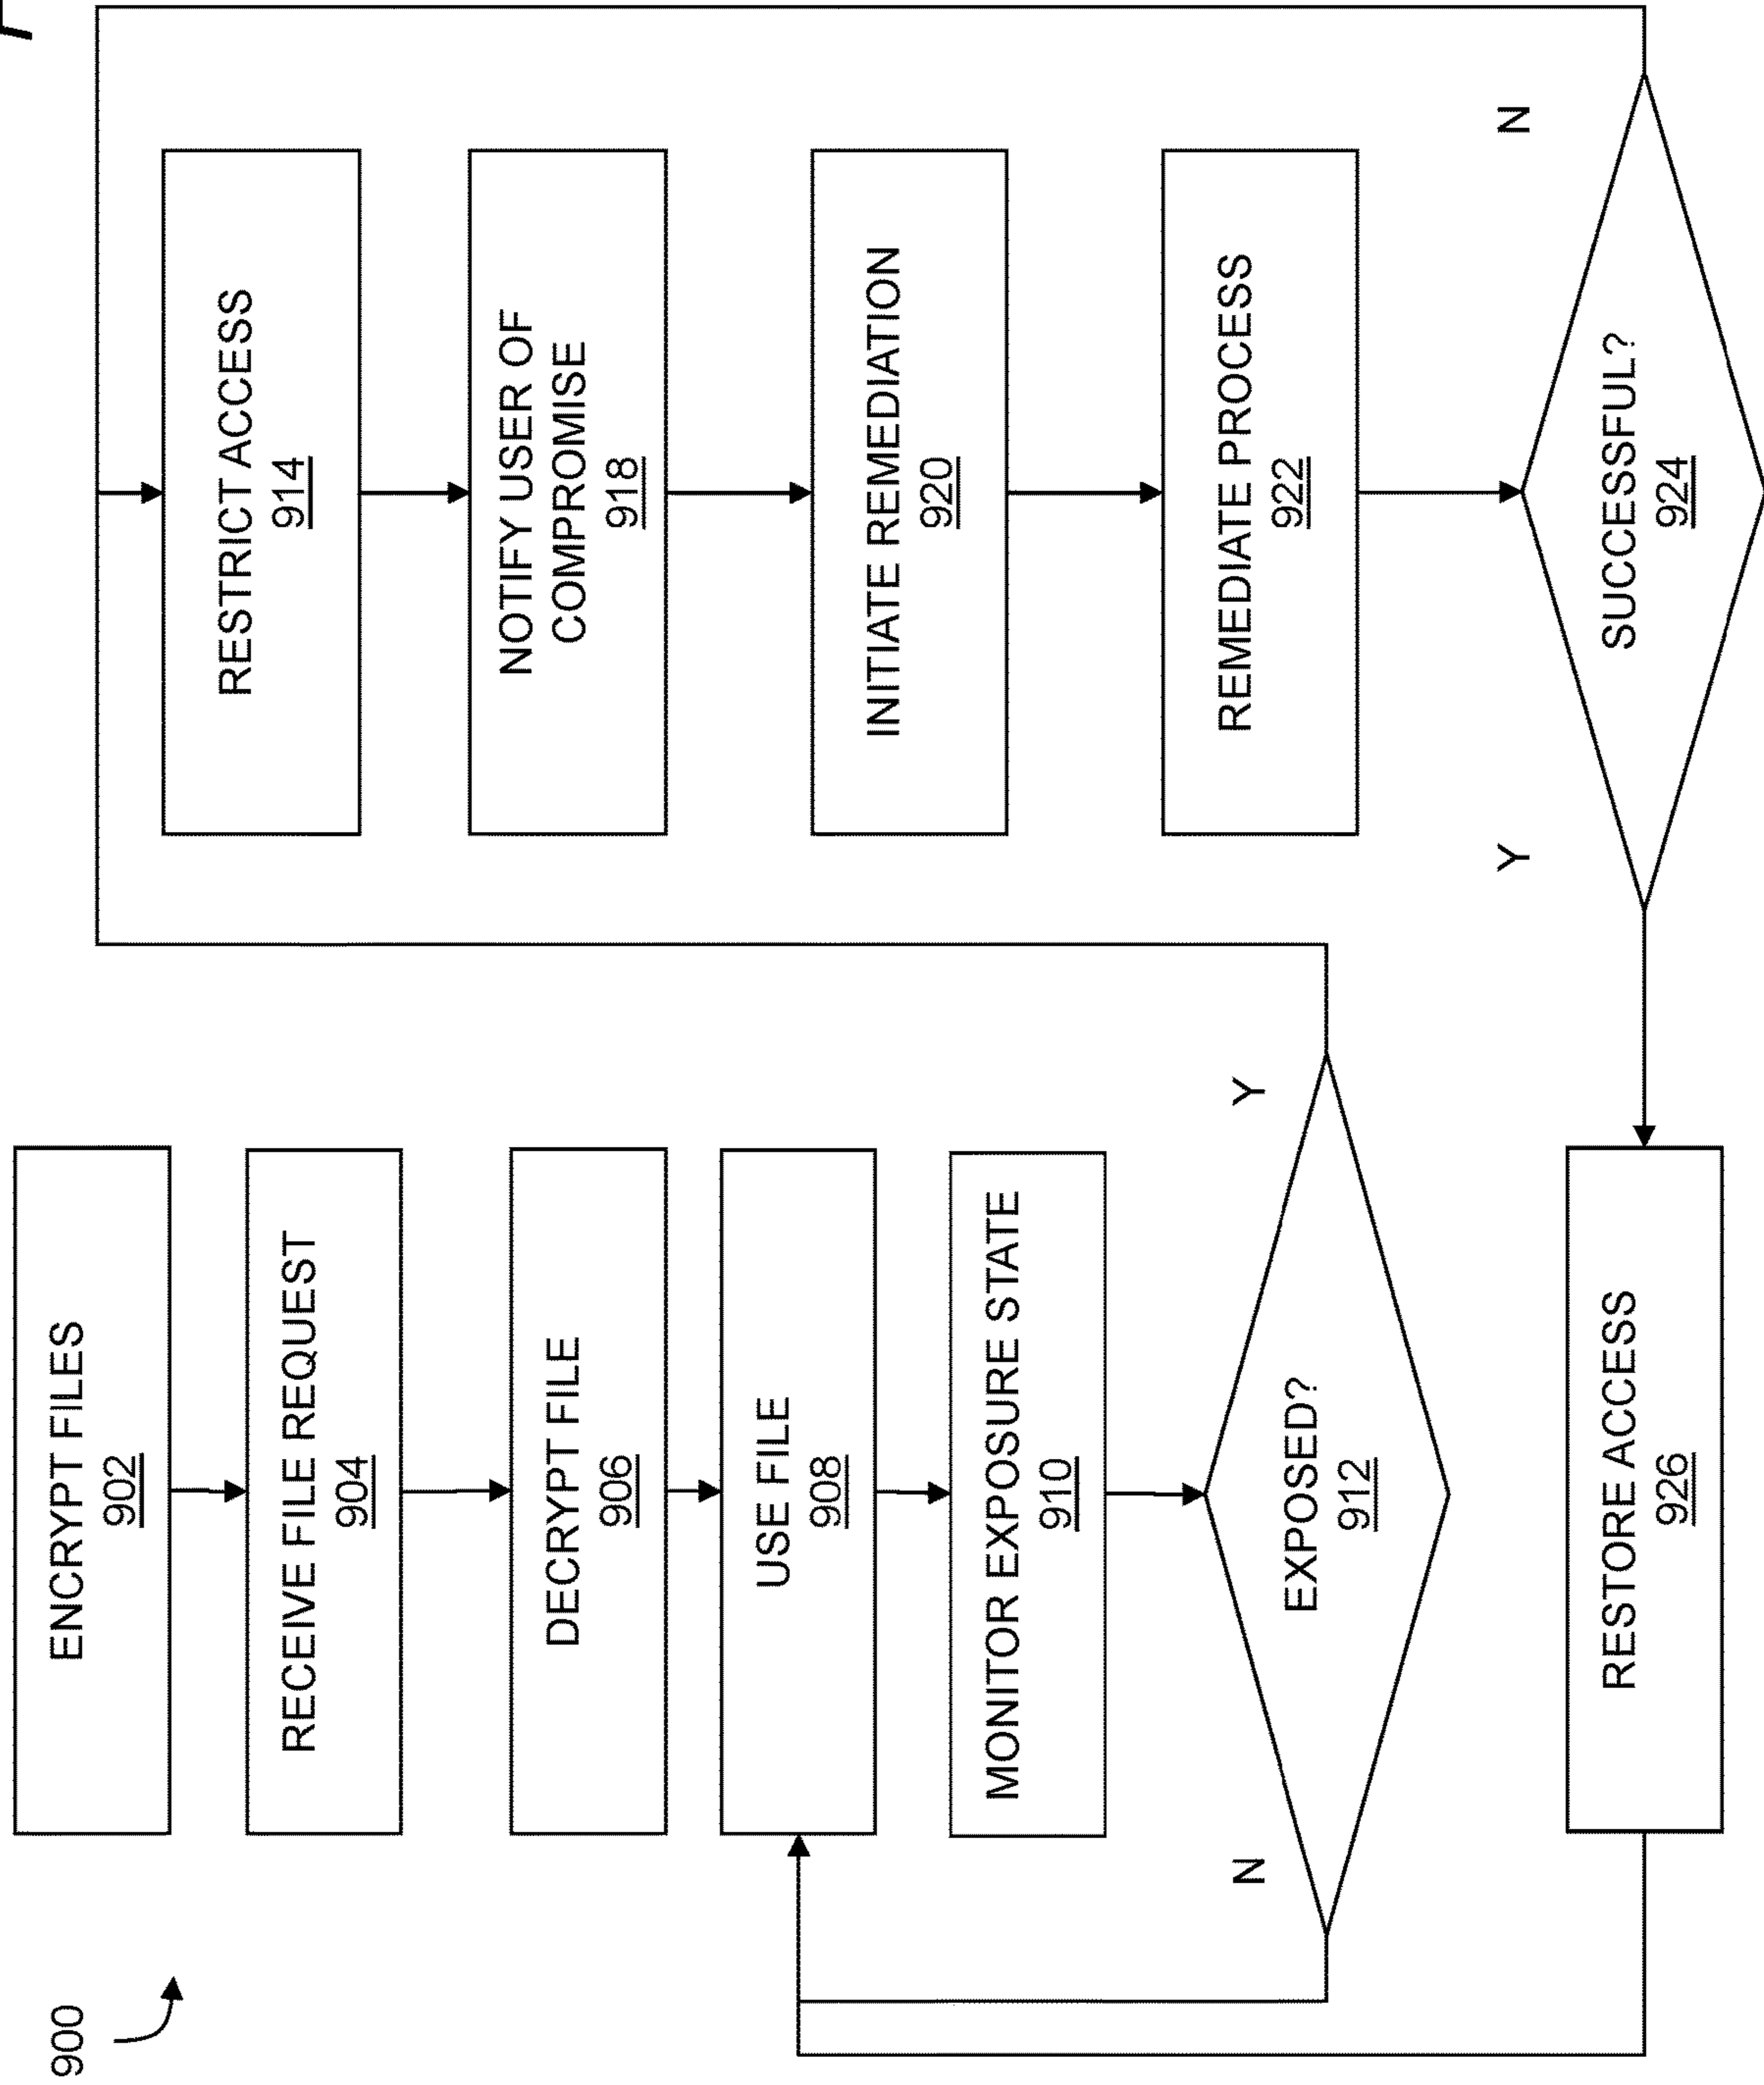 900
ENCRYPT FILES
902
RECEIVE FILE REQUEST
904
DECRYPT FILE
906
USE FILE
908
MONITOR EXPOSURE STATE
910
EXPOSED?
912
N
Y
RESTRICT ACCESS
914
NOTIFY USER OF
COMPROMISE
918
INITIATE REMEDIATION
920
REMEDIATE PROCESS
922
SUCCESSFUL?
924
Y
N
RESTORE ACCESS
926